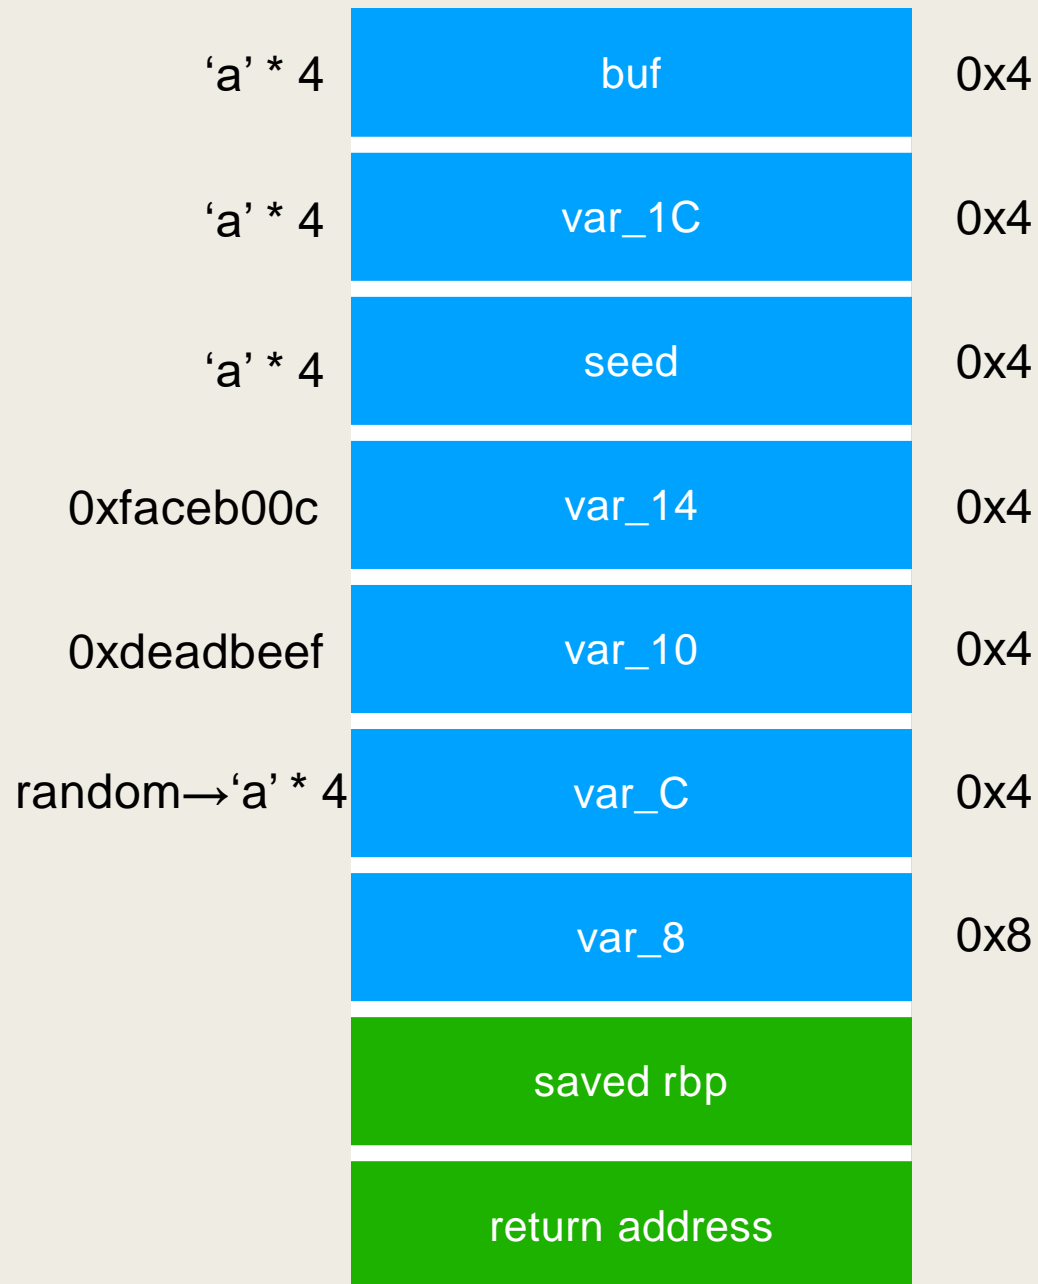 ‘a’ * 4 buf 0x4
‘a’ * 4 var_1C 0x4
‘a’ * 4 seed 0x4
0xfaceb00c var_14 0x4
0xdeadbeef var_10 0x4
random→‘a’ * 4 var_C 0x4
var_8 0x8
saved rbp
return address